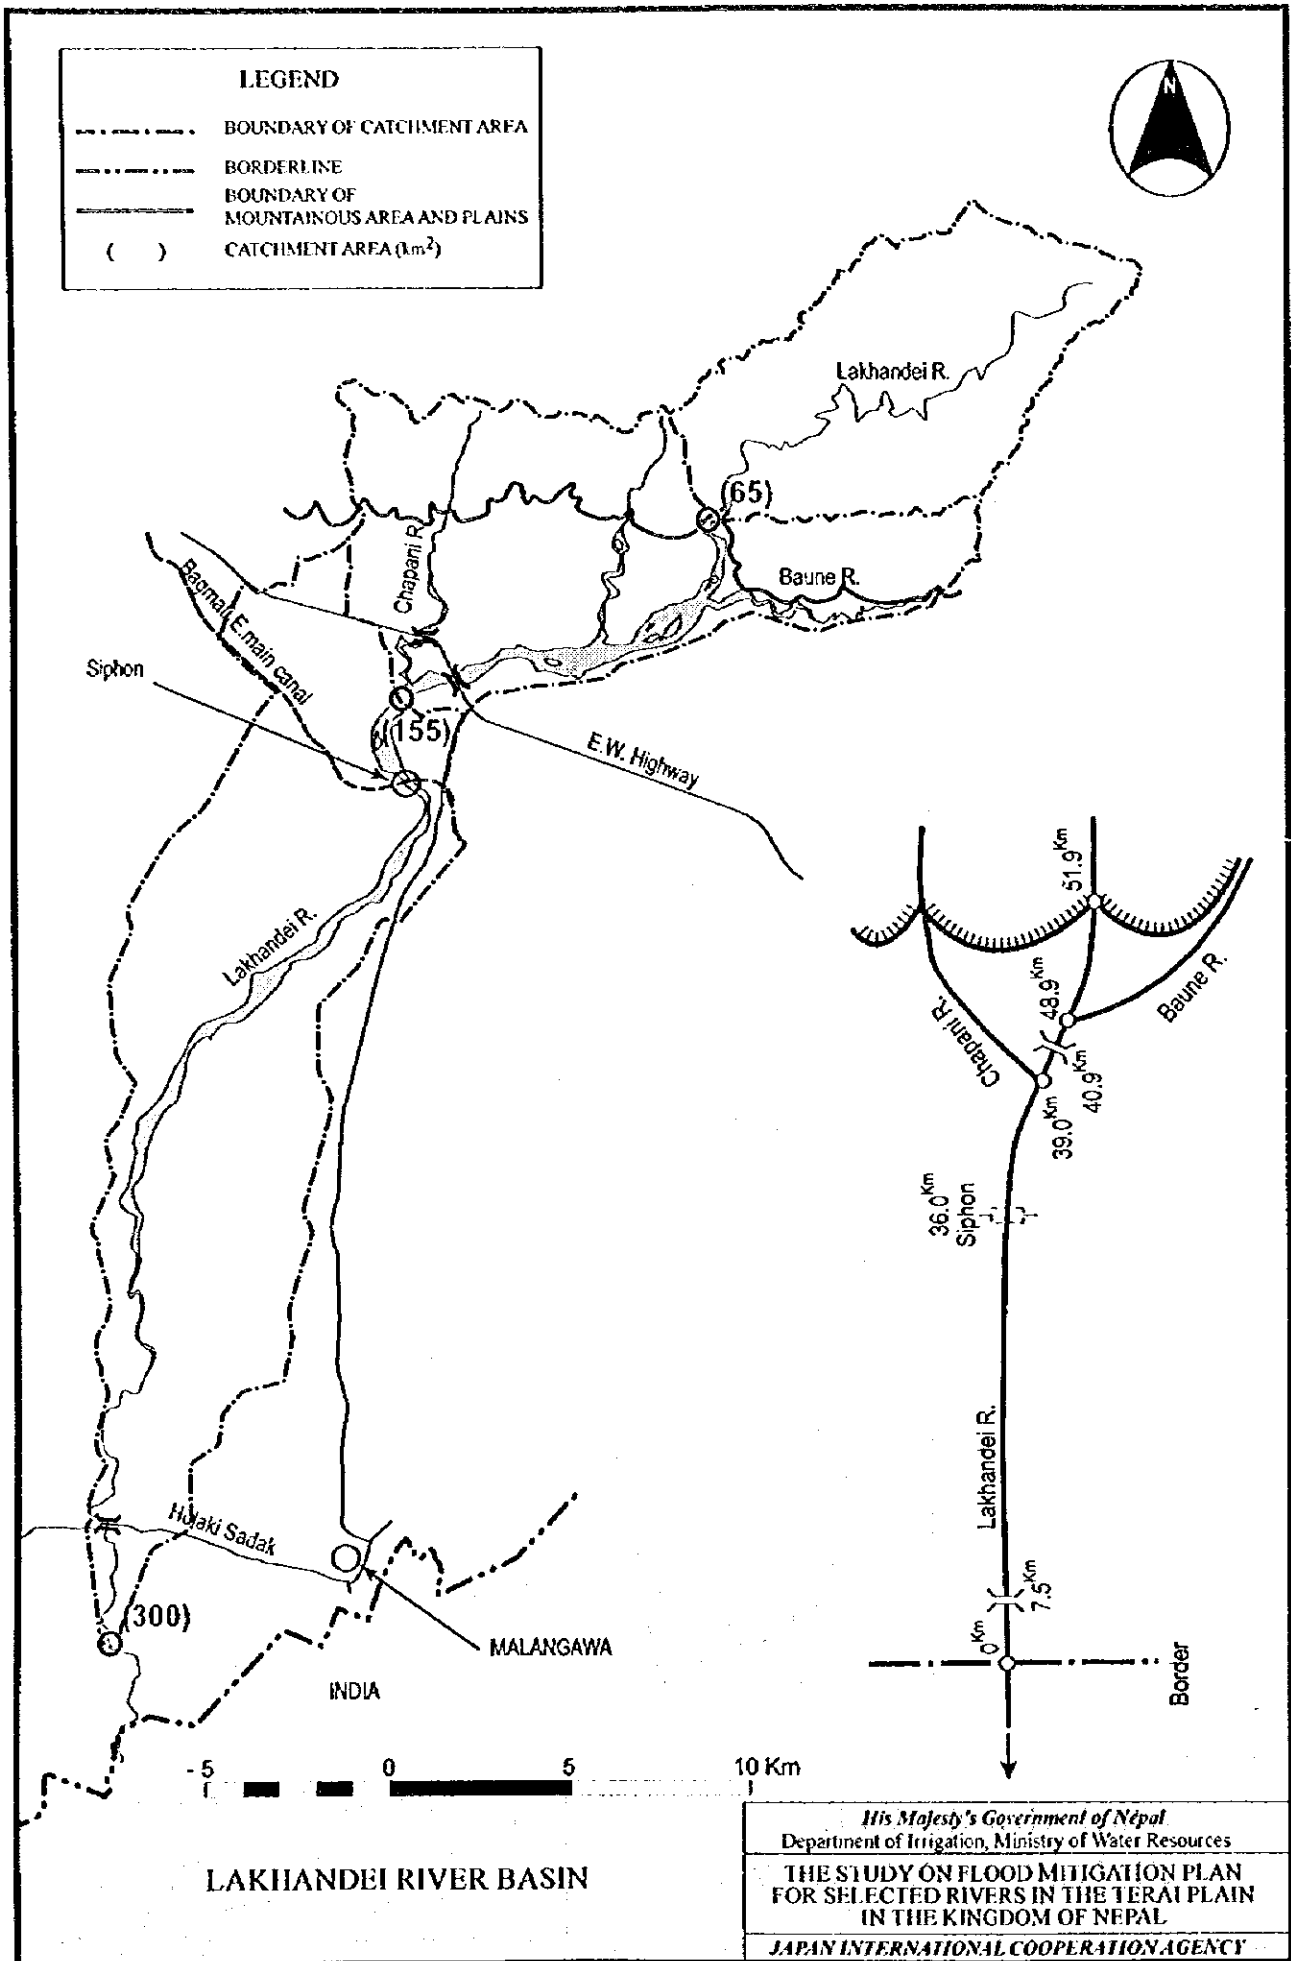 LEGEND
BOUNDARY OF CATCHMENT AREA
BORDERLINE
BOUNDARY OF
MOUNTAINOUS AREA AND PLAINS
( ) CATCHMENT AREA (km²)
N
Lakhandei R.
(65)
Chapani R.
Baune R.
Bagmati E.main canal
Siphon
(155)
E.W. Highway
Lakhandei R.
Hulaki Sadak
(300)
MALANGAWA
INDIA
51.9Km
48.9Km
Baune R.
Chapani R.
40.9Km
39.0Km
36.0Km
Siphon
Lakhandei R.
7.5Km
0Km
Border
- 5 0 5 10 Km
LAKHANDEI RIVER BASIN
His Majesty's Government of Nepal
Department of Irrigation, Ministry of Water Resources
THE STUDY ON FLOOD MITIGATION PLAN
FOR SELECTED RIVERS IN THE TERAI PLAIN
IN THE KINGDOM OF NEPAL
JAPAN INTERNATIONAL COOPERATION AGENCY